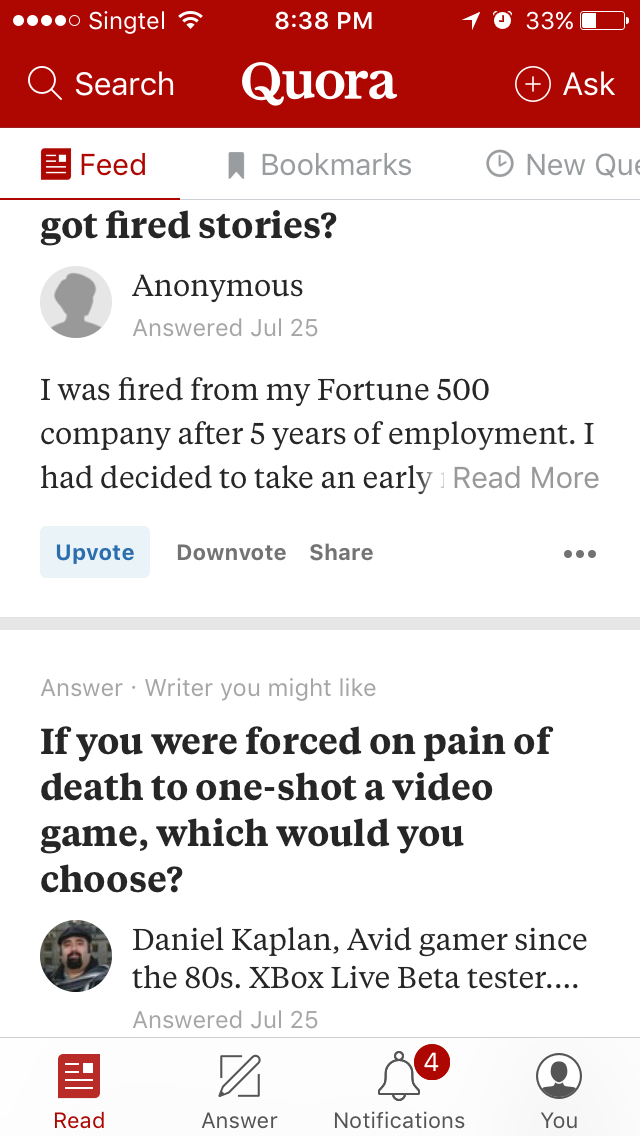 Singtel 8:38 PM 33%
Search Quora Ask
Feed Bookmarks New Que
got fired stories?
Anonymous
Answered Jul 25
I was fired from my Fortune 500
company after 5 years of employment. I
had decided to take an early Read More
Upvote Downvote Share
Answer · Writer you might like
If you were forced on pain of
death to one-shot a video
game, which would you
choose?
Daniel Kaplan, Avid gamer since
the 80s. XBox Live Beta tester....
Answered Jul 25
4
Read Answer Notifications You